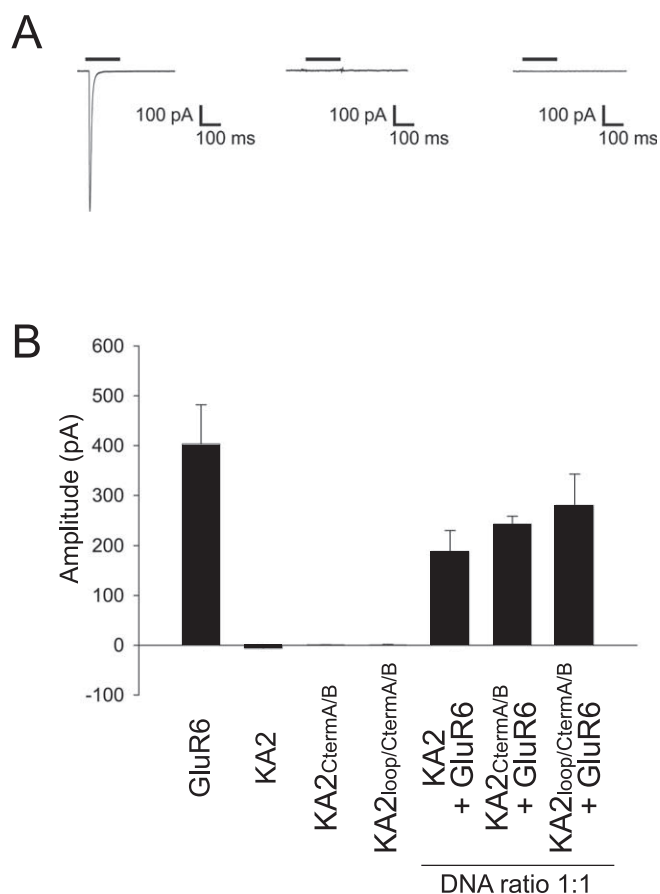 A
100 pA
100 ms
100 pA
100 ms
100 pA
100 ms
B
600
500
400
300
200
100
0
-100
Amplitude (pA)
GluR6
KA2
KA2CtermA/B
KA2loop/CtermA/B
KA2
+ GluR6
KA2CtermA/B
+ GluR6
KA2loop/CtermA/B
+ GluR6
DNA ratio 1:1